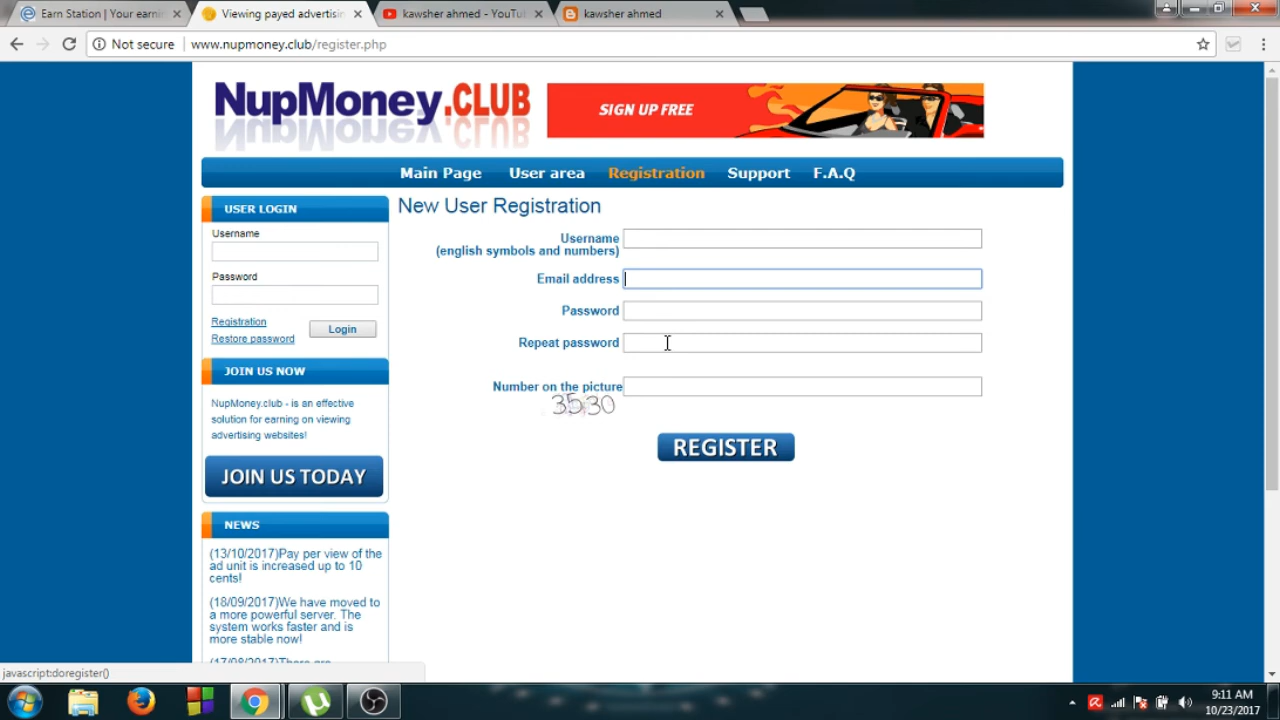 Earn Station | Your earni
Viewing payed advertisin
kawsher ahmed - YouTu
kawsher ahmed
Not secure
www.nupmoney.club/register.php
NupMoney.CLUB
SIGN UP FREE
Main Page
User area
Registration
Support
F.A.Q
USER LOGIN
Username
Password
Registration
Restore password
Login
JOIN US NOW
NupMoney.club - is an effective
solution for earning on viewing
advertising websites!
JOIN US TODAY
NEWS
(13/10/2017)Pay per view of the
ad unit is increased up to 10
cents!
(18/09/2017)We have moved to
a more powerful server. The
system works faster and is
more stable now!
(17/08/2017)There are
New User Registration
Username
(english symbols and numbers)
Email address
Password
Repeat password
Number on the picture
3530
REGISTER
javascript:doregister()
9:11 AM
10/23/2017